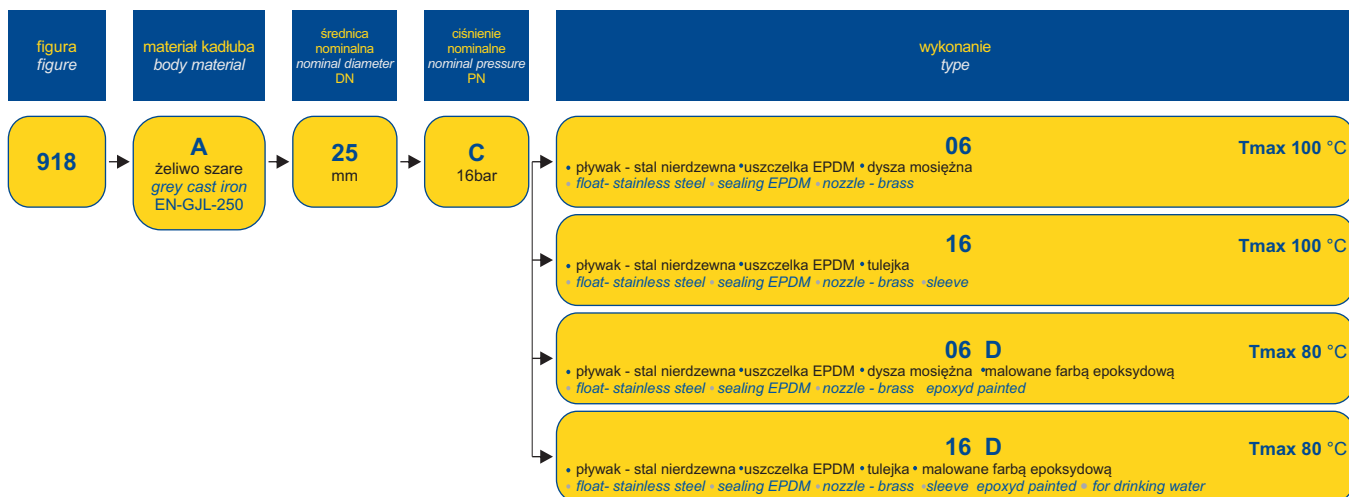 figura
figure
materiał kadłuba
body material
średnica
nominalna
nominal diameter
DN
ciśnienie
nominalne
nominal pressure
PN
wykonanie
type
918
A
żeliwo szare
grey cast iron
EN-GJL-250
25
mm
C
16bar
06 Tmax 100 °C
• pływak - stal nierdzewna •uszczelka EPDM • dysza mosiężna
• float- stainless steel • sealing EPDM • nozzle - brass
16 Tmax 100 °C
• pływak - stal nierdzewna •uszczelka EPDM • tulejka
• float- stainless steel • sealing EPDM • nozzle - brass •sleeve
06 D Tmax 80 °C
• pływak - stal nierdzewna •uszczelka EPDM • dysza mosiężna •malowane farbą epoksydową
• float- stainless steel • sealing EPDM • nozzle - brass epoxyd painted
16 D Tmax 80 °C
• pływak - stal nierdzewna •uszczelka EPDM • tulejka • malowane farbą epoksydową
• float- stainless steel • sealing EPDM • nozzle - brass •sleeve epoxyd painted • for drinking water